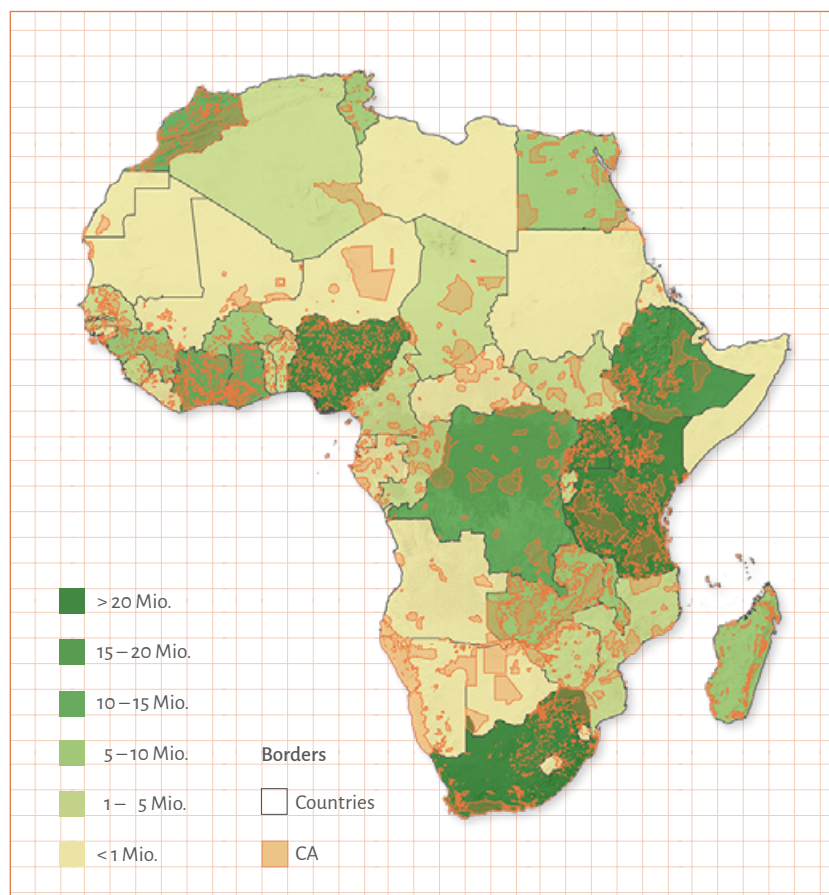 > 20 Mio.
15 – 20 Mio.
10 – 15 Mio.
5 – 10 Mio.
1 – 5 Mio.
< 1 Mio.
Borders
Countries
CA